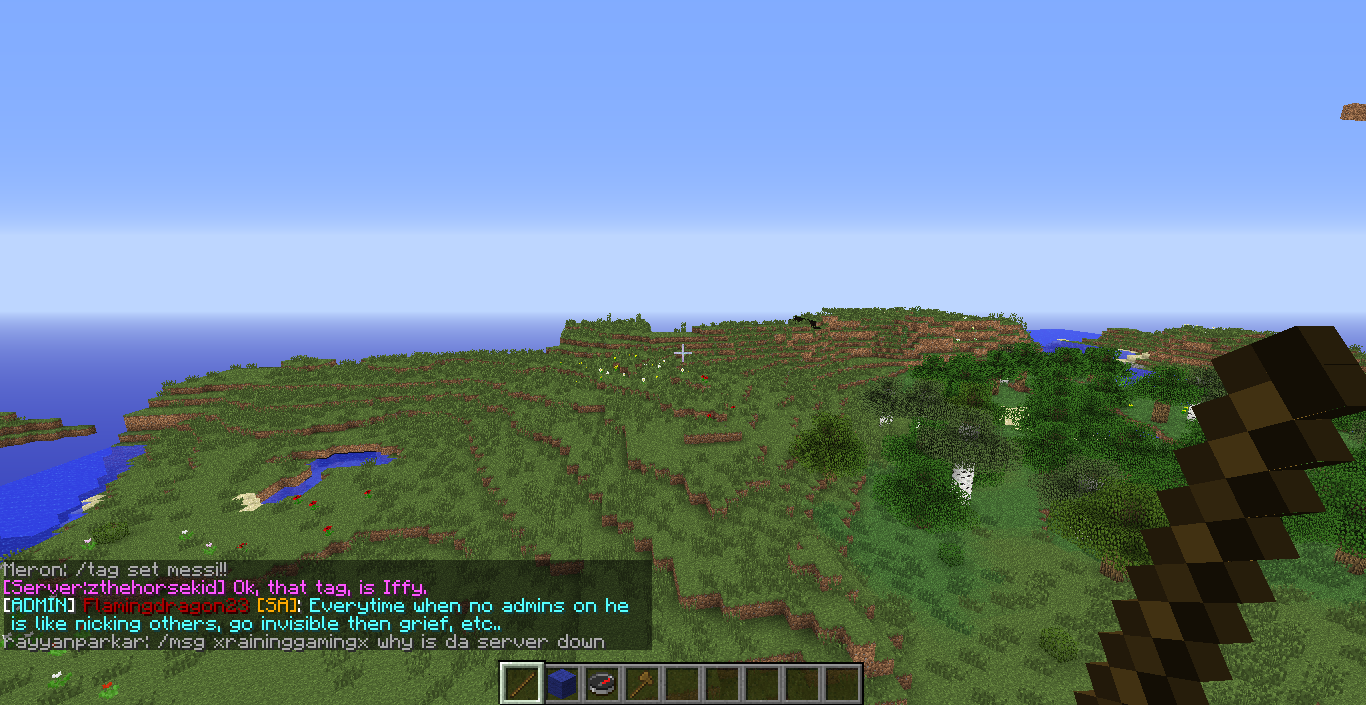 Meron: /tag set messi!!
[Server:zthehorsekid] Ok, that tag, is Iffy.
[ADMIN] Flamingdragon23 [SA]: Everytime when no admins on he
is like nicking others, go invisible then grief, etc..
rayyanparkar: /msg xraininggamingx why is da server down